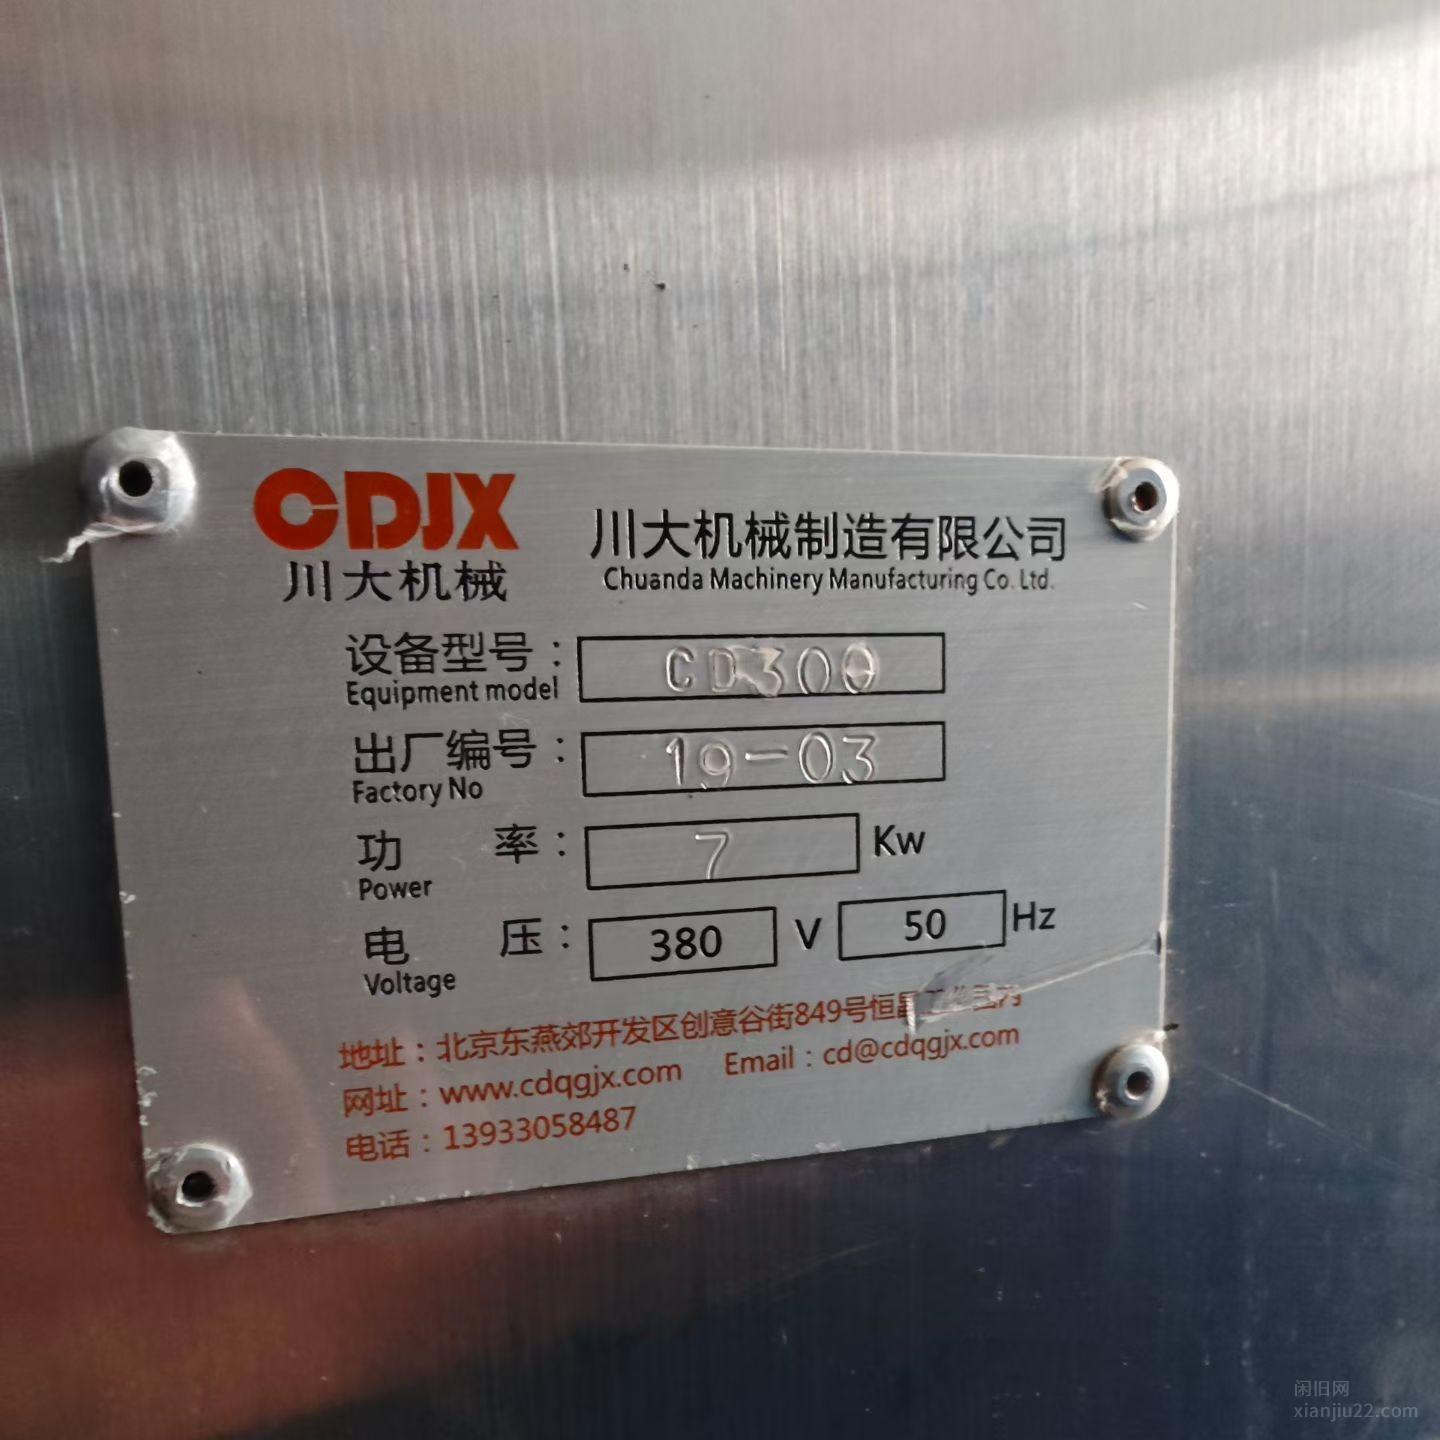 CDJX
川大机械
川大机械制造有限公司
Chuanda Machinery Manufacturing Co. Ltd.
设备型号: CD300
Equipment model
出厂编号: 19-03
Factory No
功 率: 7 Kw
Power
电 压: 380 V 50 Hz
Voltage
地址:北京东燕郊开发区创意谷街849号恒昌
网址:www.cdqgjx.com Email:cd@cdqgjx.com
电话:13933058487
闲旧网
xianjiu22.com